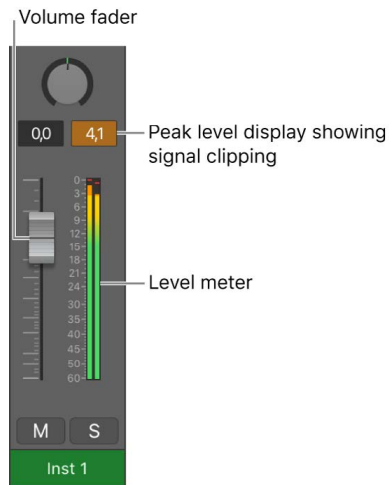 Volume fader
0,0
4,1
Peak level display showing
signal clipping
0
3
6
9
12
15
18
21
24
30
35
40
45
50
60
Level meter
M
S
Inst 1